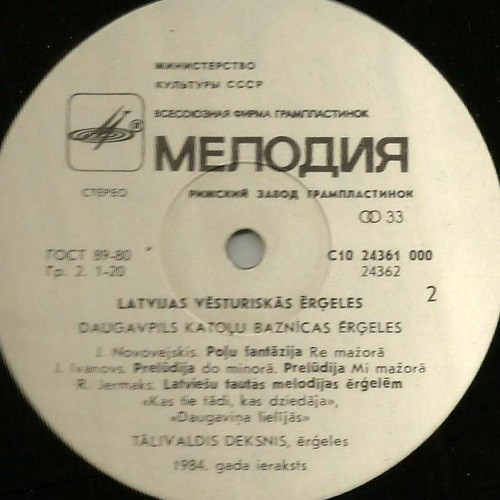 МИНИСТЕРСТВО
КУЛЬТУРЫ СССР
ВСЕСОЮЗНАЯ ФИРМА ГРАМПЛАСТИНОК
®
МЕЛОДИЯ
СТЕРЕО
РИЖСКИЙ ЗАВОД ГРАМПЛАСТИНОК
33
ГОСТ 89-80
Гр. 2. 1-20
С10 24361 000
24362
2
LATVIJAS VĒSTURISKĀS ĒRĢELES
DAUGAVPILS KATOĻU BAZNĪCAS ĒRĢELES
J. Novovejskis. Poļu fantāzija Re mažorā
J. Ivanovs. Prelūdija do minorā. Prelūdija Mi mažorā
R. Jermaks. Latviešu tautas melodijas ērģelēm
«Kas tie tādi, kas dziedāja»,
«Daugaviņa lielījās»
TĀLIVALDIS DEKSNIS, ērģeles
1984. gada ieraksts